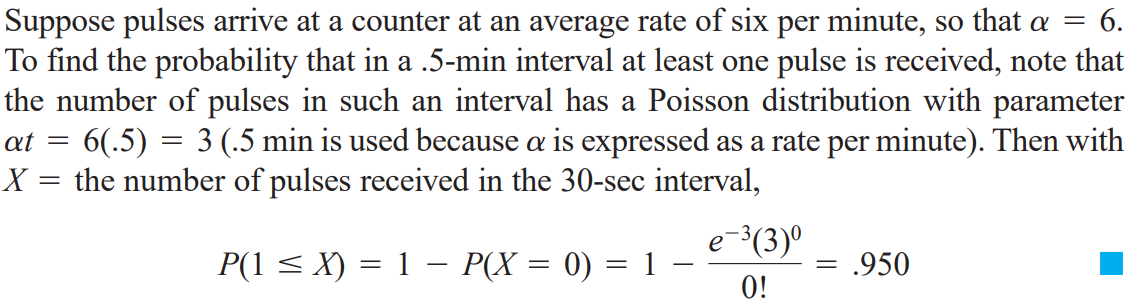 Suppose pulses arrive at a counter at an average rate of six per minute, so that α = 6.
To find the probability that in a .5-min interval at least one pulse is received, note that
the number of pulses in such an interval has a Poisson distribution with parameter
αt = 6(.5) = 3 (.5 min is used because α is expressed as a rate per minute). Then with
X = the number of pulses received in the 30-sec interval,
P(1 ≤ X) = 1 − P(X = 0) = 1 − e⁻³(3)⁰ / 0! = .950